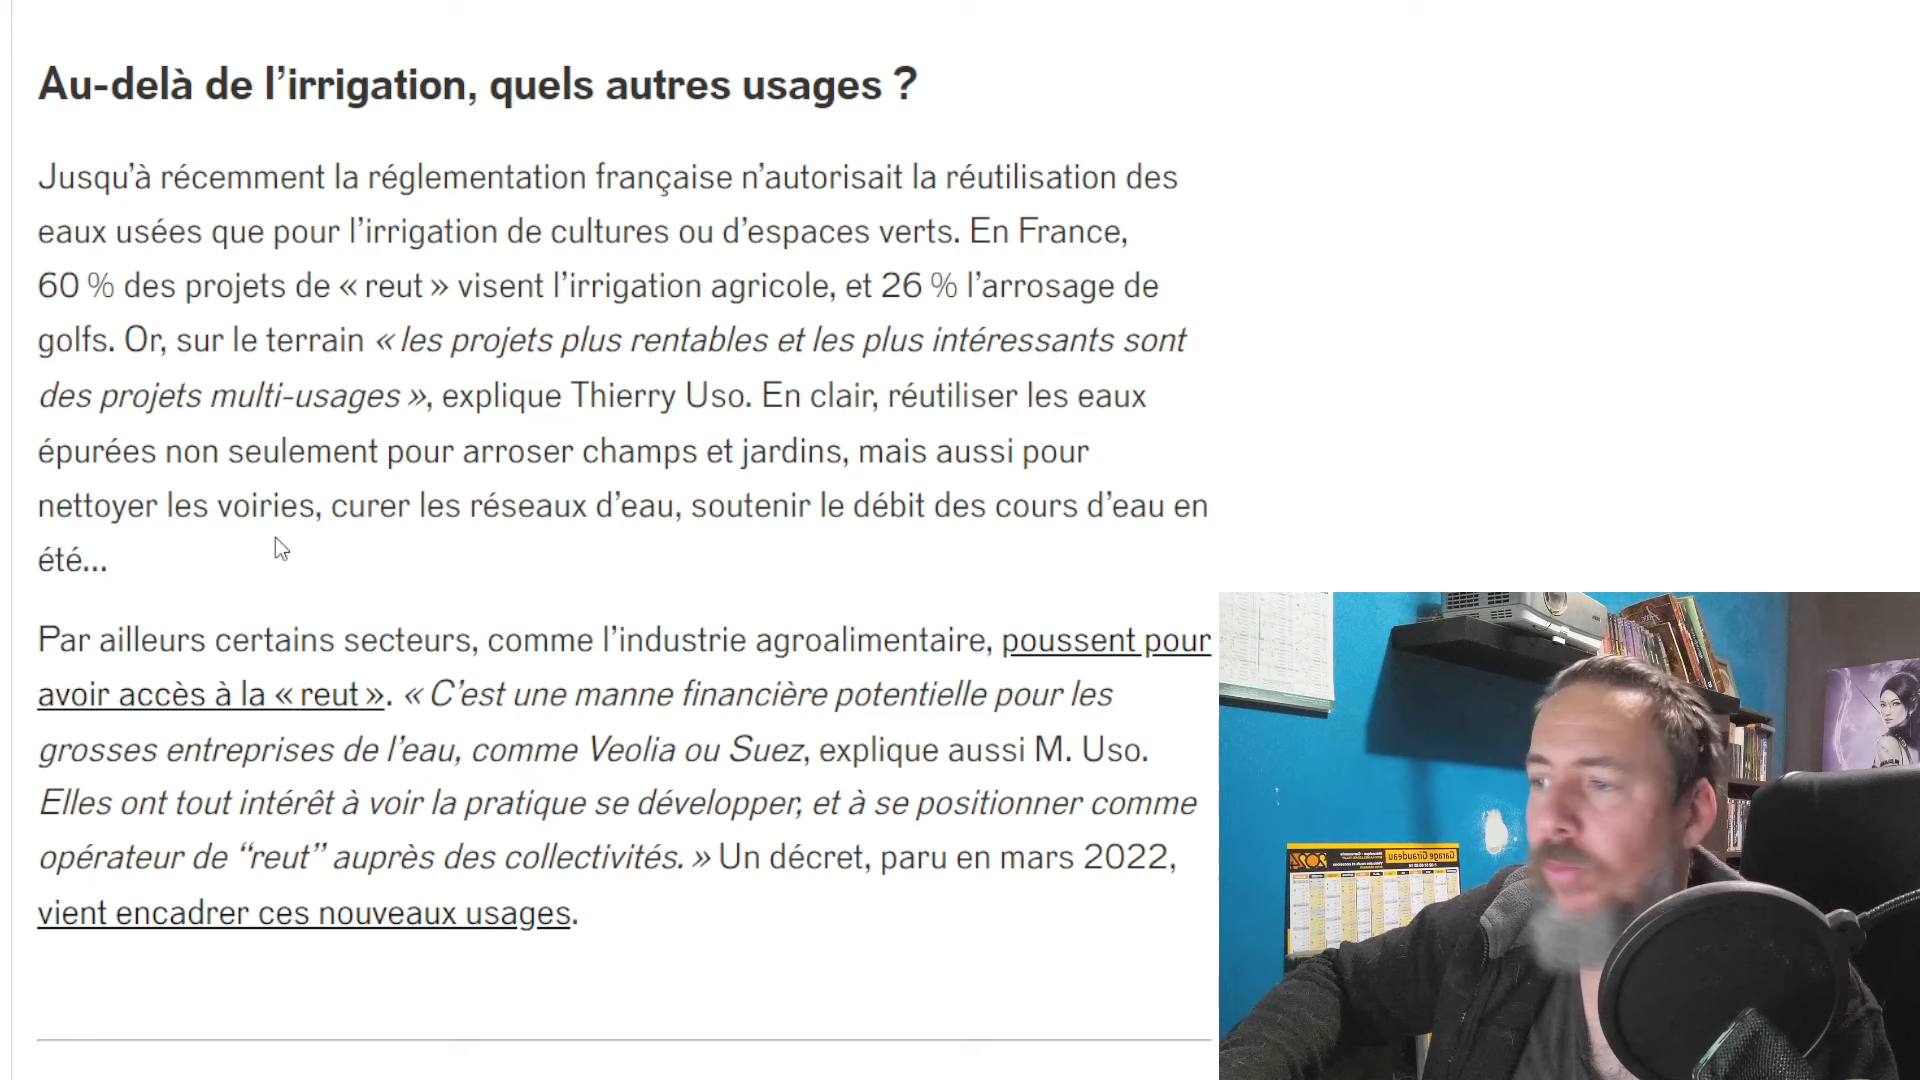 Au-delà de l’irrigation, quels autres usages ?
Jusqu’à récemment la réglementation française n’autorisait la réutilisation des
eaux usées que pour l’irrigation de cultures ou d’espaces verts. En France,
60 % des projets de « reut » visent l’irrigation agricole, et 26 % l’arrosage de
golfs. Or, sur le terrain « les projets plus rentables et les plus intéressants sont
des projets multi-usages », explique Thierry Uso. En clair, réutiliser les eaux
épurées non seulement pour arroser champs et jardins, mais aussi pour
nettoyer les voiries, curer les réseaux d’eau, soutenir le débit des cours d’eau en
été…
Par ailleurs certains secteurs, comme l’industrie agroalimentaire, poussent pour
avoir accès à la « reut ». « C’est une manne financière potentielle pour les
grosses entreprises de l’eau, comme Veolia ou Suez, explique aussi M. Uso.
Elles ont tout intérêt à voir la pratique se développer, et à se positionner comme
opérateur de “reut” auprès des collectivités. » Un décret, paru en mars 2022,
vient encadrer ces nouveaux usages.
Garage Giraudeau